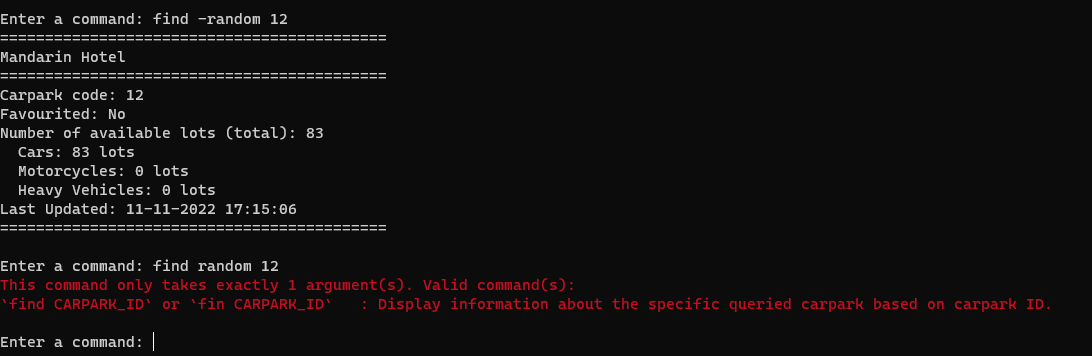 Enter a command: find -random 12
===========================================
Mandarin Hotel
===========================================
Carpark code: 12
Favourited: No
Number of available lots (total): 83
  Cars: 83 lots
  Motorcycles: 0 lots
  Heavy Vehicles: 0 lots
Last Updated: 11-11-2022 17:15:06
===========================================
Enter a command: find random 12
This command only takes exactly 1 argument(s). Valid command(s):
`find CARPARK_ID` or `fin CARPARK_ID`   : Display information about the specific queried carpark based on carpark ID.
Enter a command: